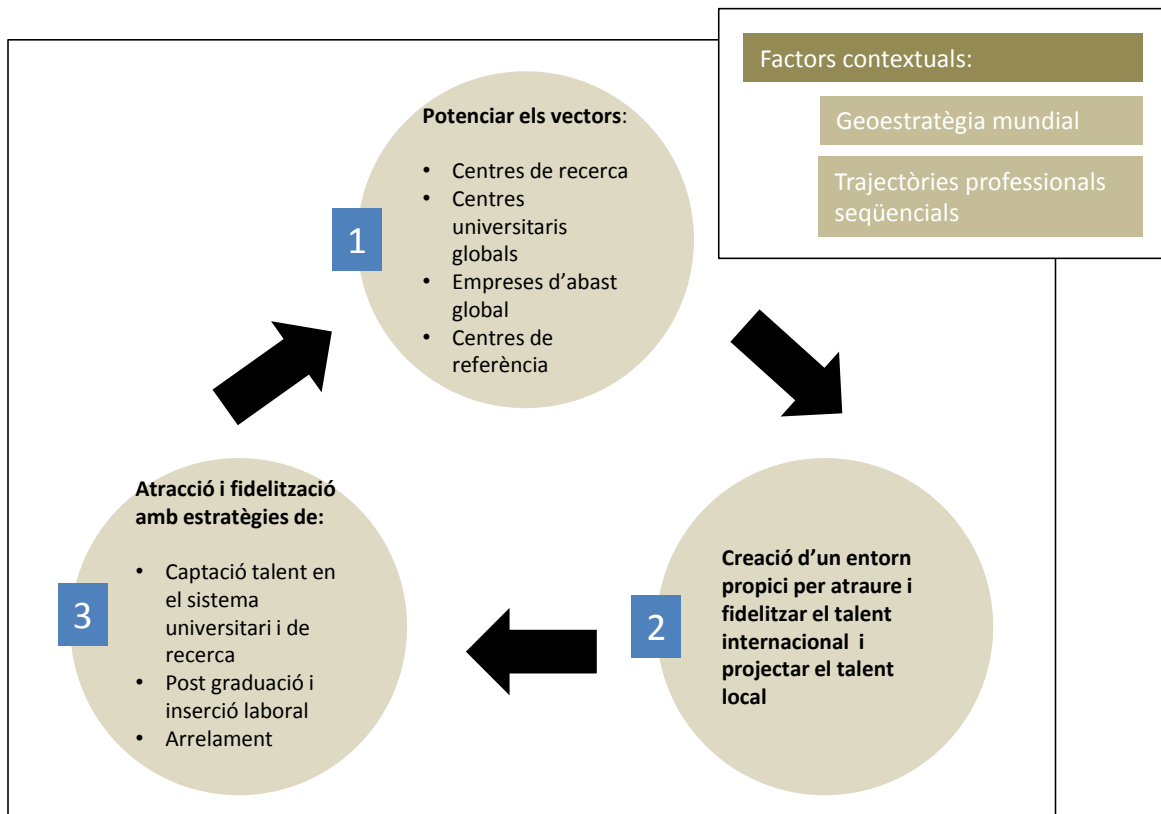 Factors contextuals:
Geoestratègia mundial
Trajectòries professionals
seqüencials
1
Potenciar els vectors:
• Centres de recerca
• Centres
universitaris
globals
• Empreses d’abast
global
• Centres de
referència
2
Creació d’un entorn
propici per atraure i
fidelitzar el talent
internacional i
projectar el talent
local
3
Atracció i fidelització
amb estratègies de:
• Captació talent en
el sistema
universitari i de
recerca
• Post graduació i
inserció laboral
• Arrelament